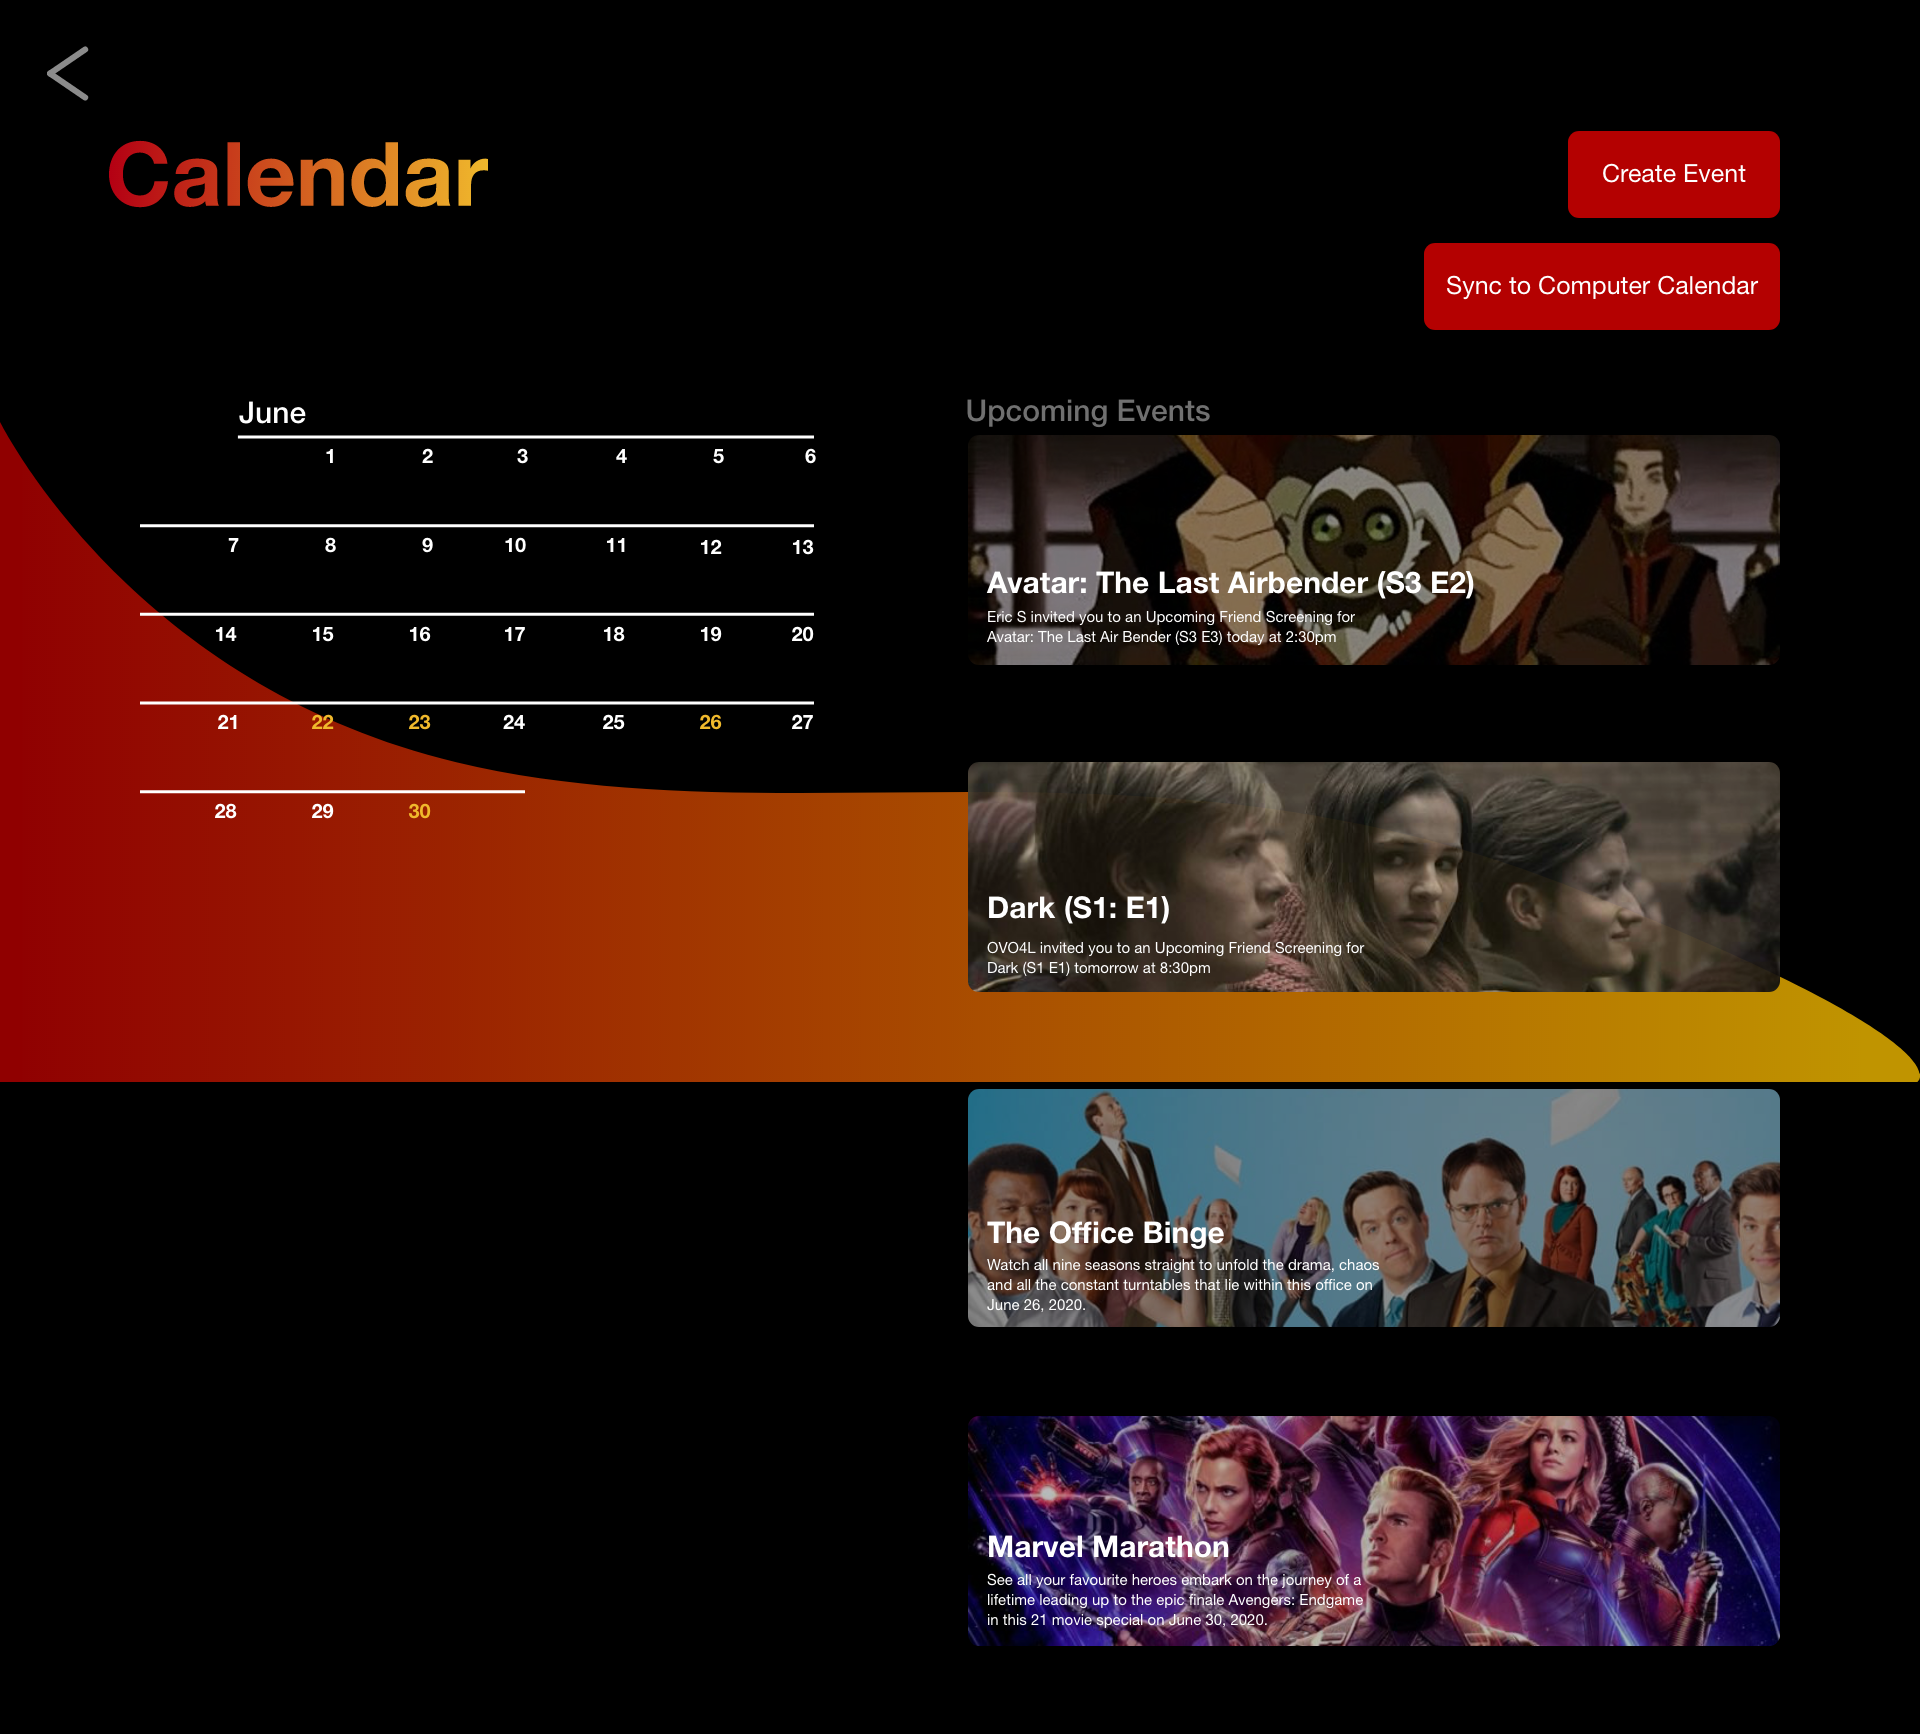 Calendar
Create Event
Sync to Computer Calendar
June
1 2 3 4 5 6
7 8 9 10 11 12 13
14 15 16 17 18 19 20
21 22 23 24 25 26 27
28 29 30
Upcoming Events
Avatar: The Last Airbender (S3 E2)
Eric S invited you to an Upcoming Friend Screening for
Avatar: The Last Air Bender (S3 E3) today at 2:30pm
Dark (S1: E1)
OVO4L invited you to an Upcoming Friend Screening for
Dark (S1 E1) tomorrow at 8:30pm
The Office Binge
Watch all nine seasons straight to unfold the drama, chaos
and all the constant turntables that lie within this office on
June 26, 2020.
Marvel Marathon
See all your favourite heroes embark on the journey of a
lifetime leading up to the epic finale Avengers: Endgame
in this 21 movie special on June 30, 2020.